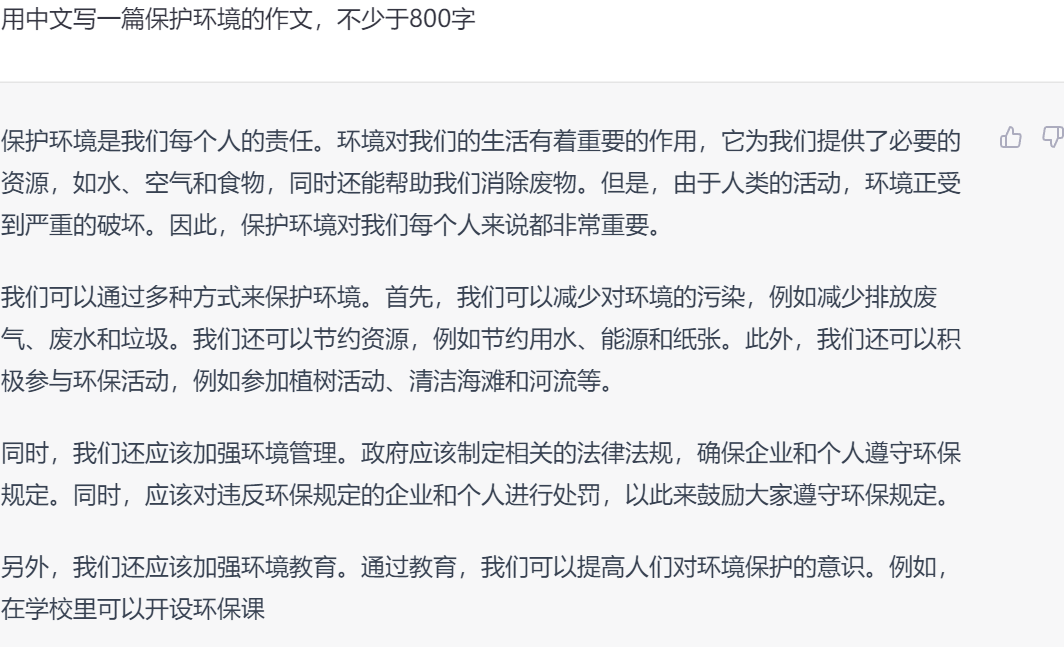 用中文写一篇保护环境的作文，不少于800字
保护环境是我们每个人的责任。环境对我们的生活有着重要的作用，它为我们提供了必要的
资源，如水、空气和食物，同时还能帮助我们消除废物。但是，由于人类的活动，环境正受
到严重的破坏。因此，保护环境对我们每个人来说都非常重要。
我们可以通过多种方式来保护环境。首先，我们可以减少对环境的污染，例如减少排放废
气、废水和垃圾。我们还可以节约资源，例如节约用水、能源和纸张。此外，我们还可以积
极参与环保活动，例如参加植树活动、清洁海滩和河流等。
同时，我们还应该加强环境管理。政府应该制定相关的法律法规，确保企业和个人遵守环保
规定。同时，应该对违反环保规定的企业和个人进行处罚，以此来鼓励大家遵守环保规定。
另外，我们还应该加强环境教育。通过教育，我们可以提高人们对环境保护的意识。例如，
在学校里可以开设环保课